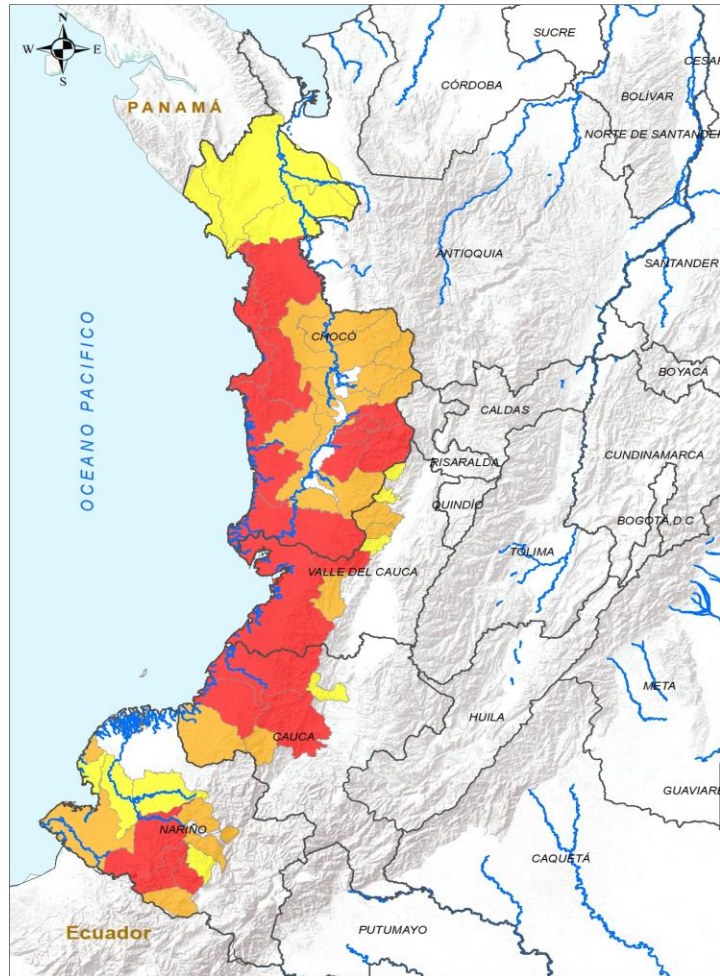 N
W E
S
PANAMÁ
SUCRE
CÓRDOBA
CESAR
BOLÍVAR
NORTE DE SANTANDER
ANTIOQUIA
SANTANDER
OCEANO PACIFICO
CHOCÓ
BOYACÁ
CALDAS
RISARALDA
CUNDINAMARCA
QUINDÍO
BOGOTÁ, D.C
TOLIMA
VALLE DEL CAUCA
META
HUILA
CAUCA
GUAVIARE
NARIÑO
CAQUETÁ
Ecuador
PUTUMAYO